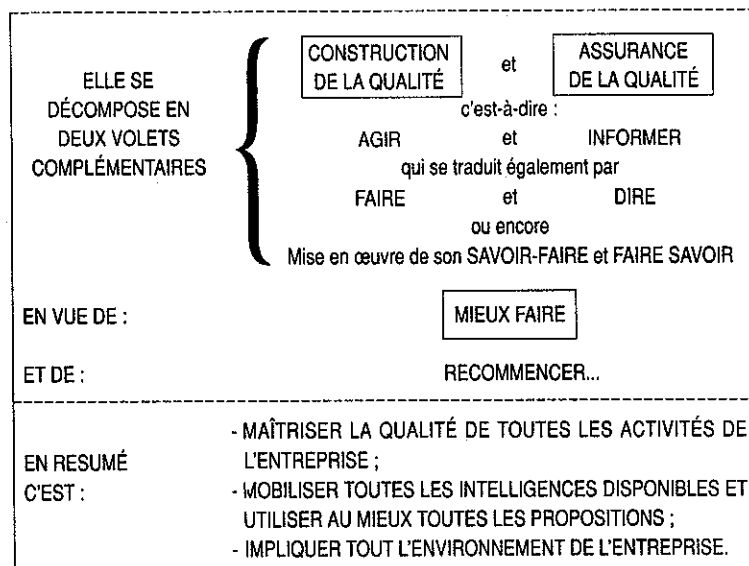 ELLE SE
DÉCOMPOSE EN
DEUX VOLETS
COMPLÉMENTAIRES
CONSTRUCTION
DE LA QUALITÉ
et
ASSURANCE
DE LA QUALITÉ
c'est-à-dire :
AGIR et INFORMER
qui se traduit également par
FAIRE et DIRE
ou encore
Mise en œuvre de son SAVOIR-FAIRE et FAIRE SAVOIR
EN VUE DE : MIEUX FAIRE
ET DE : RECOMMENCER...
EN RESUMÉ
C'EST :
- MAÎTRISER LA QUALITÉ DE TOUTES LES ACTIVITÉS DE
L'ENTREPRISE ;
- MOBILISER TOUTES LES INTELLIGENCES DISPONIBLES ET
UTILISER AU MIEUX TOUTES LES PROPOSITIONS ;
- IMPLIQUER TOUT L'ENVIRONNEMENT DE L'ENTREPRISE.